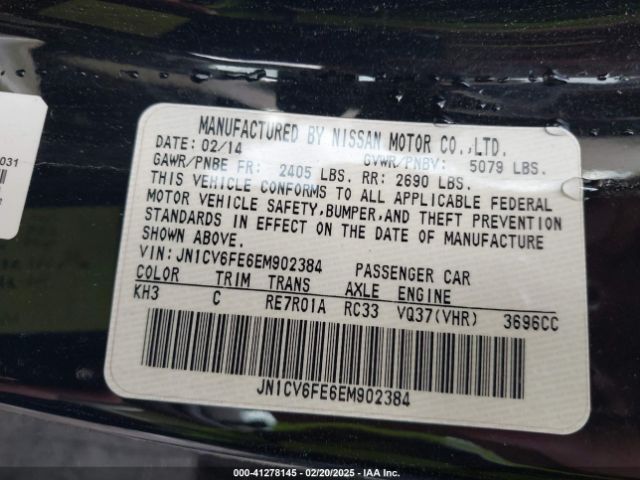 MANUFACTURED BY NISSAN MOTOR CO.,LTD.
DATE: 02/14 GVWR/PNBV: 5079 LBS.
GAWR/PNBE FR: 2405 LBS. RR: 2690 LBS.
THIS VEHICLE CONFORMS TO ALL APPLICABLE FEDERAL
MOTOR VEHICLE SAFETY,BUMPER,AND THEFT PREVENTION
STANDARDS IN EFFECT ON THE DATE OF MANUFACTURE
SHOWN ABOVE.
VIN:JN1CV6FE6EM902384 PASSENGER CAR
COLOR TRIM TRANS AXLE ENGINE
KH3 C RE7R01A RC33 VQ37(VHR) 3696CC
JN1CV6FE6EM902384
031
000-41278145 - 02/20/2025 - IAAI.COM